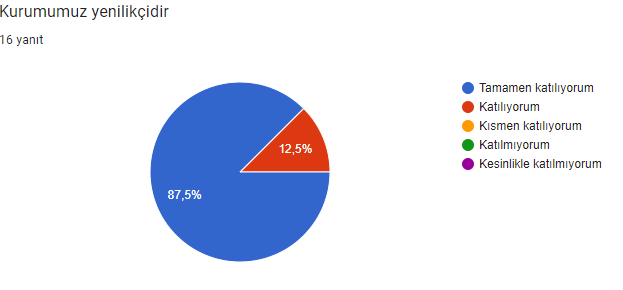 Kurumumuz yenilikçidir
16 yanıt
Tamamen katılıyorum
Katılıyorum
Kısmen katılıyorum
Katılmıyorum
Kesinlikle katılmıyorum
12,5%
87,5%